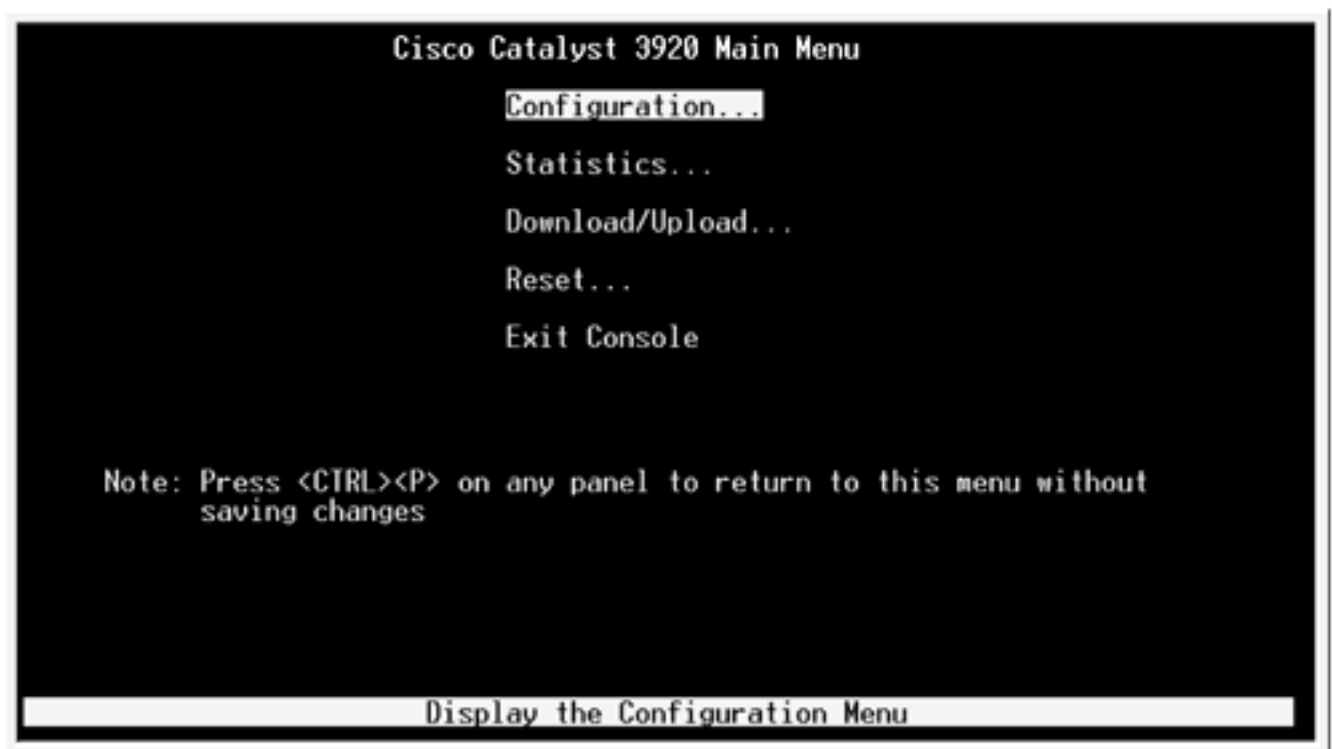 Cisco Catalyst 3920 Main Menu
Configuration...
Statistics...
Download/Upload...
Reset...
Exit Console
Note: Press <CTRL><P> on any panel to return to this menu without
saving changes
Display the Configuration Menu